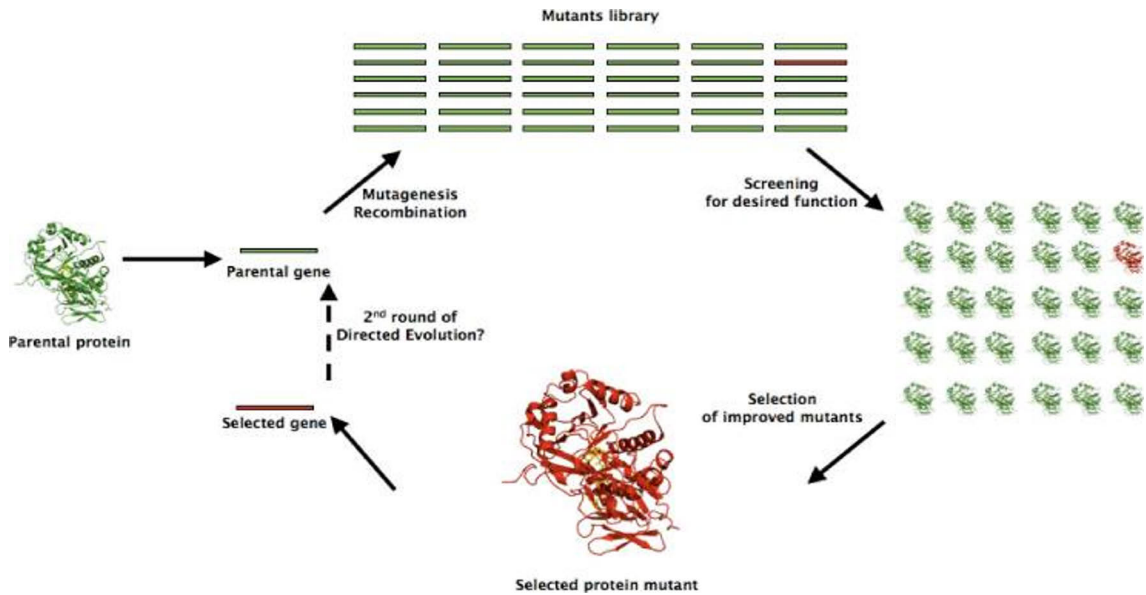 Mutants library
Mutagenesis
Recombination
Screening
for desired function
Parental gene
Parental protein
2nd round of
Directed Evolution?
Selection
of improved mutants
Selected gene
Selected protein mutant